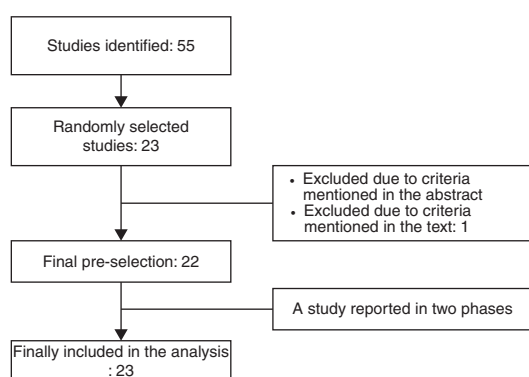 Studies identified: 55
Randomly selected
studies: 23
• Excluded due to criteria
mentioned in the abstract
• Excluded due to criteria
mentioned in the text: 1
Final pre-selection: 22
A study reported in two phases
Finally included in the analysis
: 23